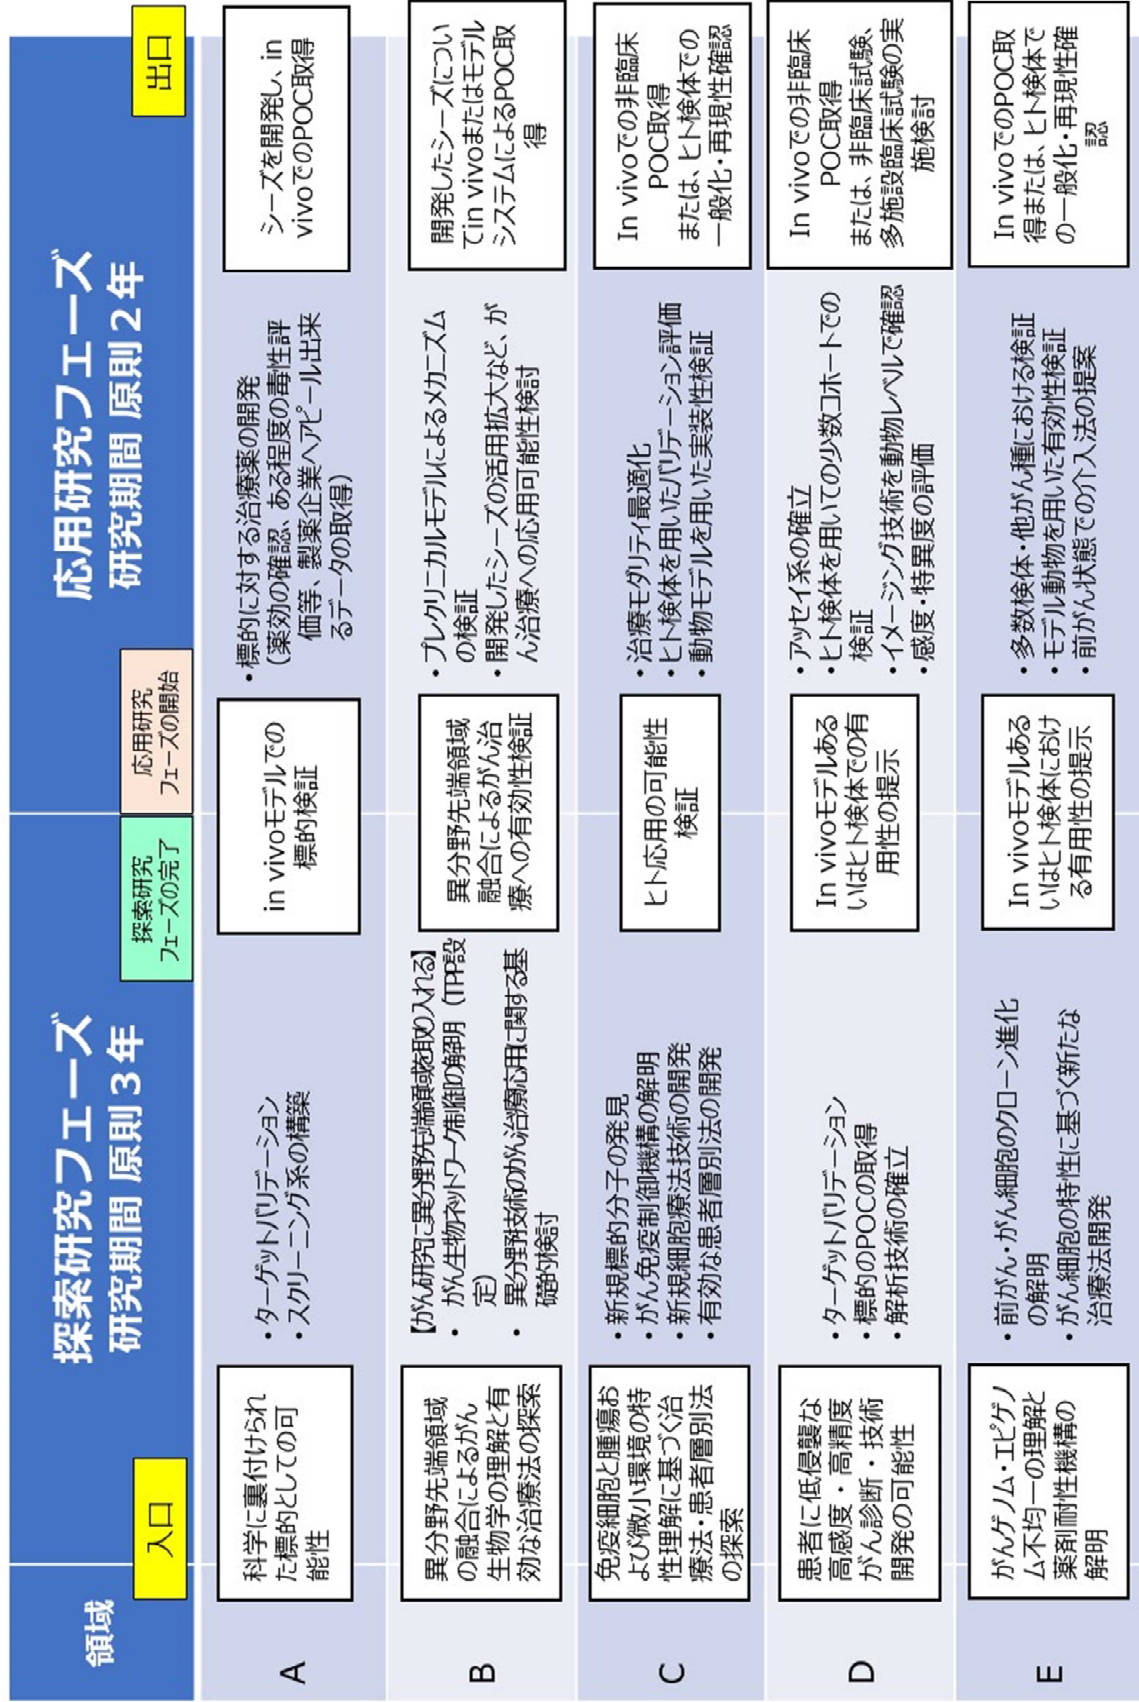 領域
入口
探索研究フェーズ
研究期間 原則3年
探索研究
フェーズの完了
応用研究
フェーズの開始
応用研究フェーズ
研究期間 原則2年
出口
A
科学に裏付けられ
た標的としての可
能性
・ターゲットバリデーション
・スクリーニング系の構築
in vivoモデルでの
標的検証
・標的に対する治療薬の開発
（薬効の確認、ある程度の毒性評
価等、製薬企業へアピール出来
るデータの取得）
シーズを開発し、in
vivoでのPOC取得
B
異分野先端領域
の融合によるがん
生物学の理解と有
効な治療法の探索
【がん研究に異分野先端領域を取り入れる】
・がん生物ネットワーク制御の解明（TPP設
定）
・異分野技術のがん治療応用に関する基
礎的検討
異分野先端領域
融合によるがん治
療への有効性検証
・プレクリニカルモデルによるメカニズム
の検証
・開発したシーズの活用拡大など、が
ん治療への応用可能性検討
開発したシーズについ
てin vivoまたはモデル
システムによるPOC取
得
C
免疫細胞と腫瘍お
よび微小環境の特
性理解に基づく治
療法・患者層別法
の探索
・新規標的分子の発見
・がん免疫制御機構の解明
・新規細胞療法技術の開発
・有効な患者層別法の開発
ヒト応用の可能性
検証
・治療モダリティ最適化
・ヒト検体を用いたバリデーション評価
・動物モデルを用いた実装性検証
In vivoでの非臨床
POC取得
または、ヒト検体での
一般化・再現性確認
D
患者に低侵襲な
高感度・高精度
がん診断・技術
開発の可能性
・ターゲットバリデーション
・標的のPOCの取得
・解析技術の確立
In vivoモデルある
いはヒト検体での有
用性の提示
・アッセイ系の確立
・ヒト検体を用いての少数コホートでの
検証
・イメージング技術を動物レベルで確認
・感度・特異度の評価
In vivoでの非臨床
POC取得
または、非臨床試験、
多施設臨床試験の実
施検討
E
がんゲノム・エピゲノ
ム不均一の理解と
薬剤耐性機構の
解明
・前がん・がん細胞のクローン進化
の解明
・がん細胞の特性に基づく新たな
治療法開発
In vivoモデルある
いはヒト検体におけ
る有用性の提示
・多数検体・他がん種における検証
・モデル動物を用いた有効性検証
・前がん状態での介入法の提案
In vivoでのPOC取
得または、ヒト検体で
の一般化・再現性確
認